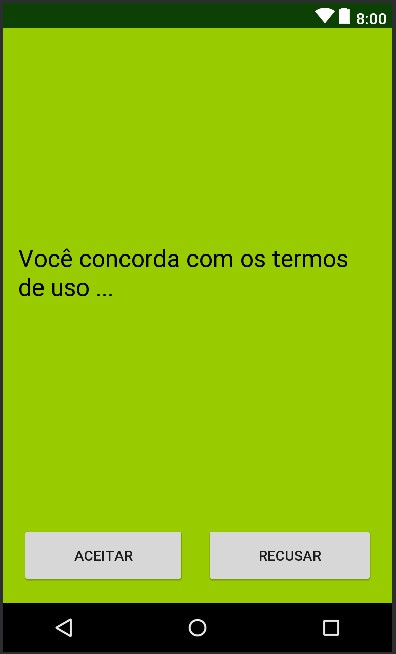 8:00
Você concorda com os termos
de uso ...
ACEITAR
RECUSAR